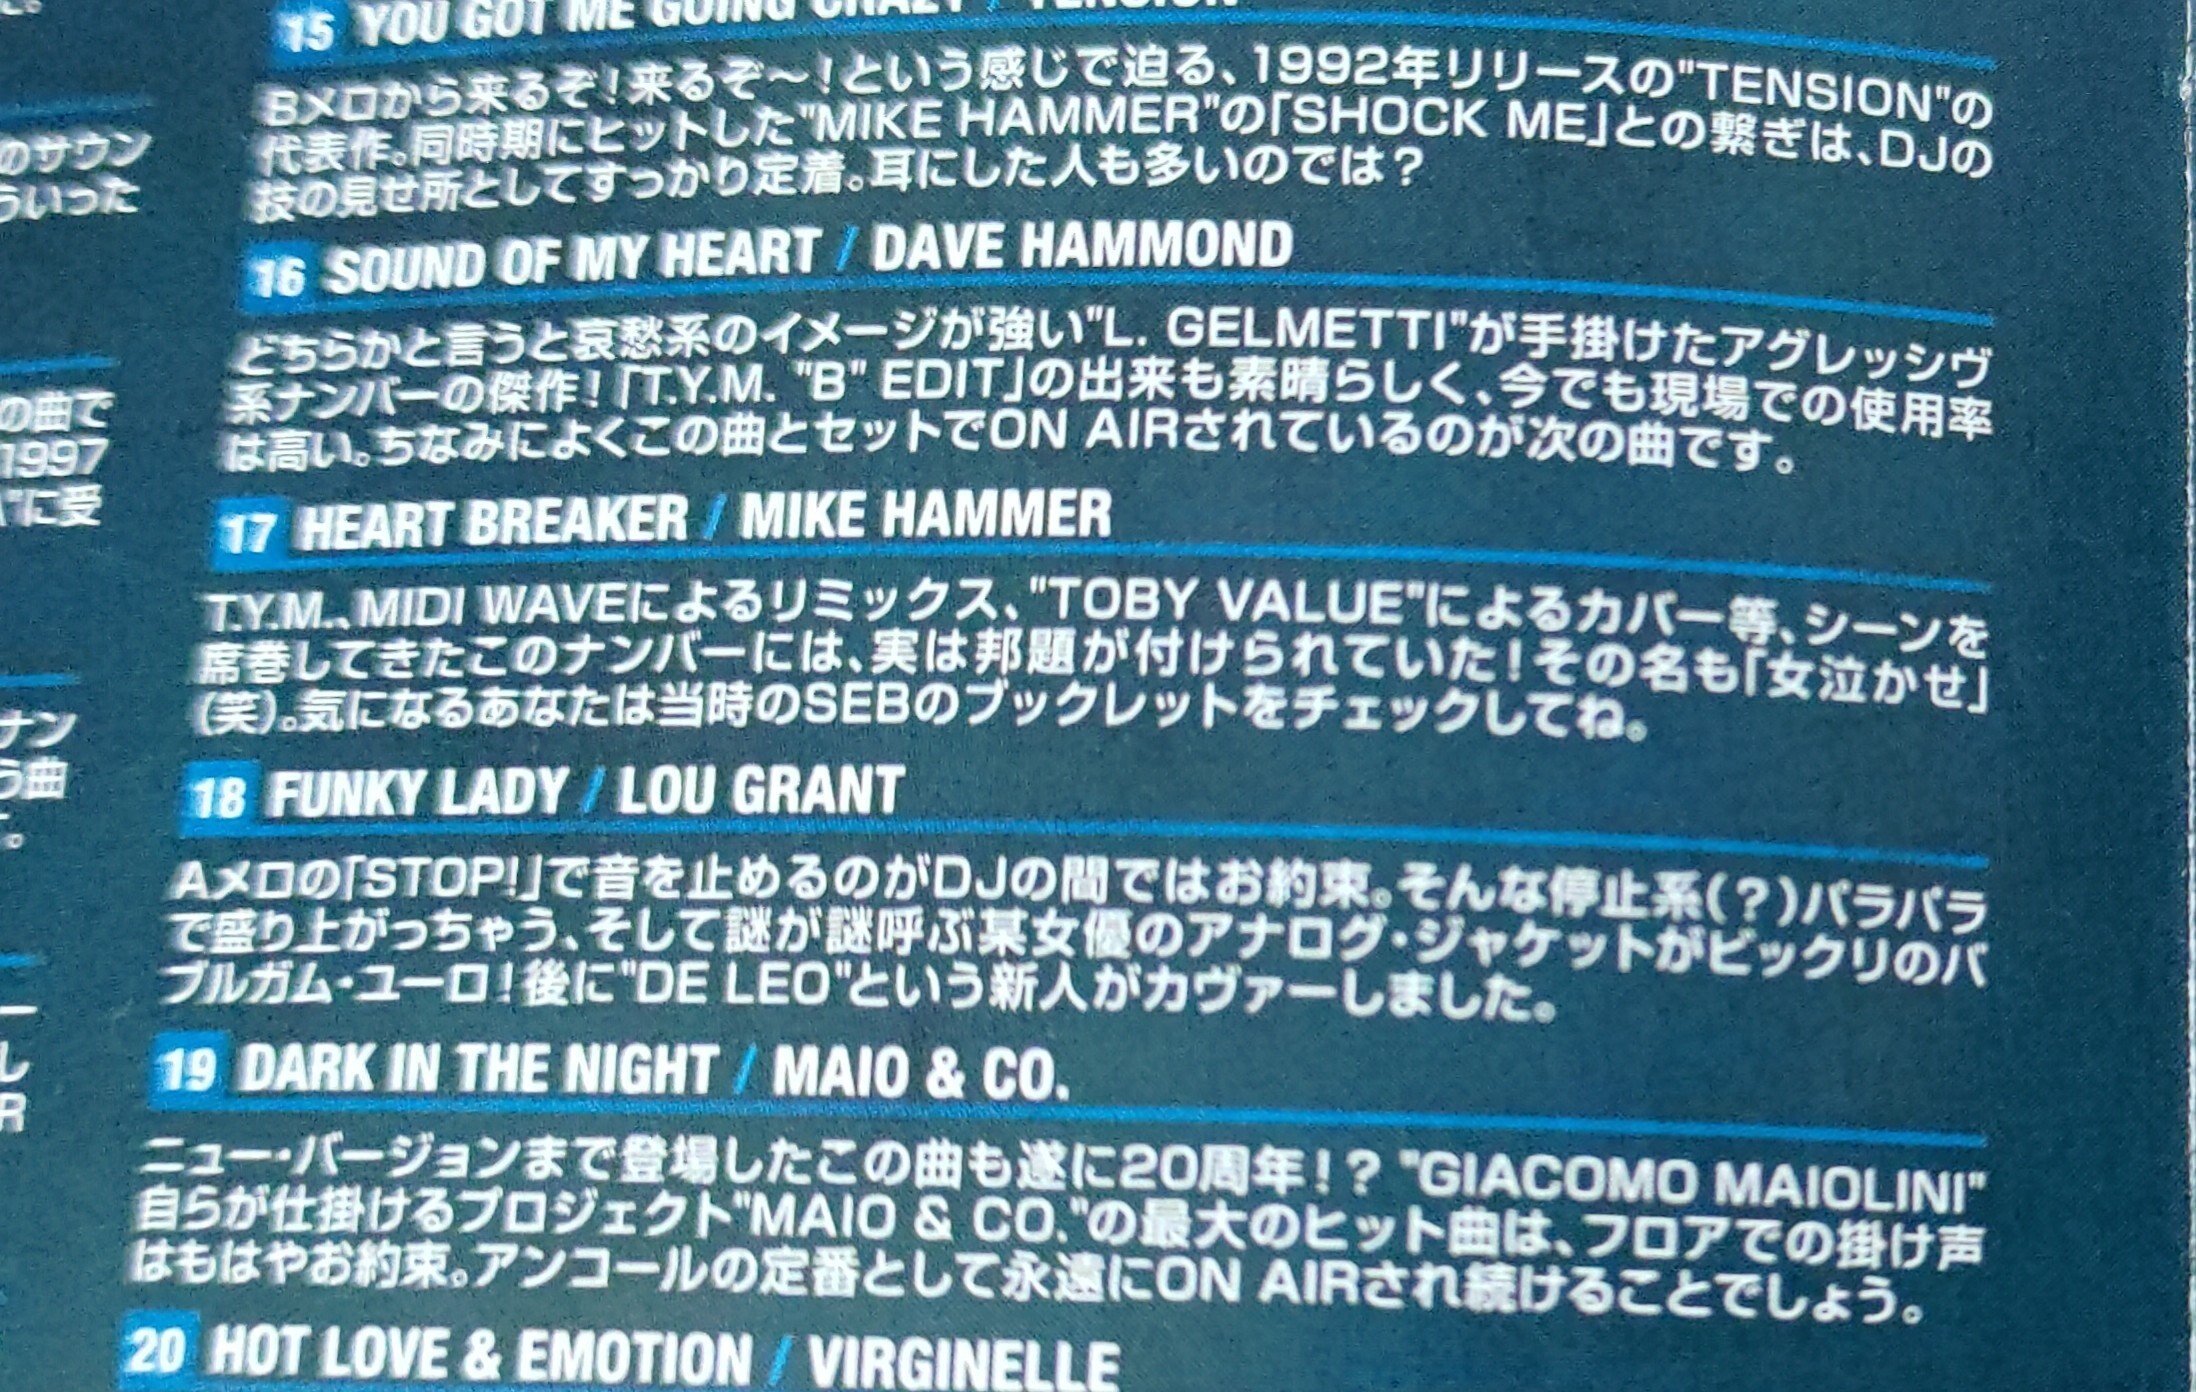 15 YOU GOT ME GOING CRAZY / TENSION
Bメロから来るぞ！来るぞ〜！という感じで迫る、1992年リリースの"TENSION"の
代表作。同時期にヒットした"MIKE HAMMER"の「SHOCK ME」との繋ぎは、DJの
技の見せ所としてすっかり定着。耳にした人も多いのでは？
16 SOUND OF MY HEART / DAVE HAMMOND
どちらかと言うと哀愁系のイメージが強い"L. GELMETTI"が手掛けたアグレッシヴ
系ナンバーの傑作！「T.Y.M. "B" EDIT」の出来も素晴らしく、今でも現場での使用率
は高い。ちなみによくこの曲とセットでON AIRされているのが次の曲です。
17 HEART BREAKER / MIKE HAMMER
T.Y.M.、MIDI WAVEによるリミックス、"TOBY VALUE"によるカバー等、シーンを
席巻してきたこのナンバーには、実は邦題が付けられていた！その名も「女泣かせ」
(笑)。気になるあなたは当時のSEBのブックレットをチェックしてね。
18 FUNKY LADY / LOU GRANT
Aメロの「STOP!」で音を止めるのがDJの間ではお約束。そんな停止系(？)パラパラ
で盛り上がっちゃう、そして謎が謎呼ぶ某女優のアナログ・ジャケットがビックリのバ
ブルガム・ユーロ！後に"DE LEO"という新人がカヴァーしました。
19 DARK IN THE NIGHT / MAIO & CO.
ニュー・バージョンまで登場したこの曲も遂に20周年！？ "GIACOMO MAIOLINI"
自らが仕掛けるプロジェクト"MAIO & CO."の最大のヒット曲は、フロアでの掛け声
はもはやお約束。アンコールの定番として永遠にON AIRされ続けることでしょう。
20 HOT LOVE & EMOTION / VIRGINELLE
のサウン
ういった
の曲で
1997
に受
ナン
う曲
。
ー
し
R